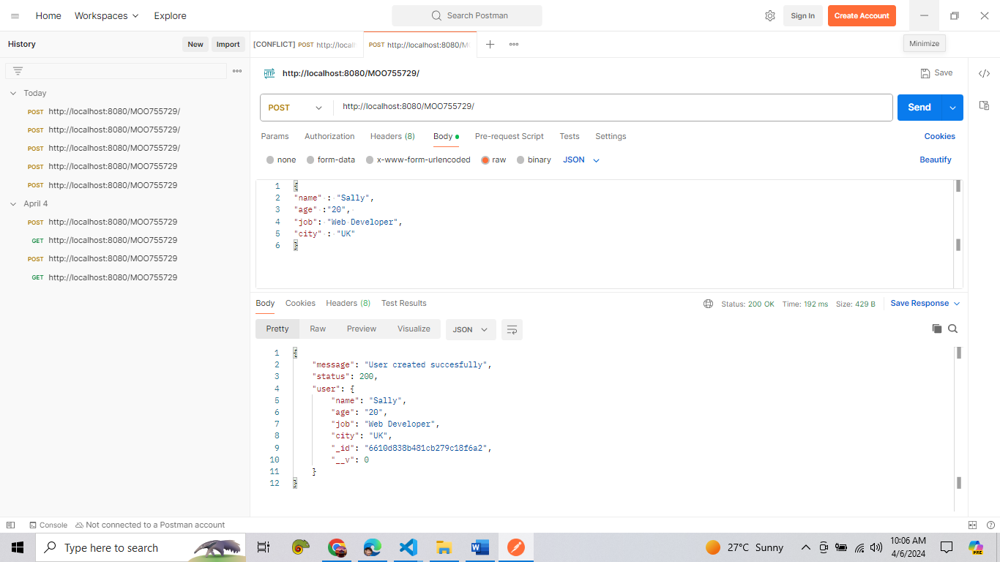 Home Workspaces Explore Search Postman Sign In Create Account
History New Import [CONFLICT] POST http://local POST http://localhost:8080/M Minimize
HTTP http://localhost:8080/MOO755729/ Save
Today
POST http://localhost:8080/MOO755729/
POST http://localhost:8080/MOO755729/
POST http://localhost:8080/MOO755729/
POST http://localhost:8080/MOO755729
POST http://localhost:8080/MOO755729
April 4
POST http://localhost:8080/MOO755729
GET http://localhost:8080/MOO755729
POST http://localhost:8080/MOO755729
GET http://localhost:8080/MOO755729
POST http://localhost:8080/MOO755729/ Send
Params Authorization Headers (8) Body Pre-request Script Tests Settings Cookies
none form-data x-www-form-urlencoded raw binary JSON Beautify
1 {
2 "name" : "Sally",
3 "age" :"20",
4 "job": "Web Developer",
5 "city" : "UK"
6 }
Body Cookies Headers (8) Test Results Status: 200 OK Time: 192 ms Size: 429 B Save Response
Pretty Raw Preview Visualize JSON
1 {
2 "message": "User created succesfully",
3 "status": 200,
4 "user": {
5 "name": "Sally",
6 "age": "20",
7 "job": "Web Developer",
8 "city": "UK",
9 "_id": "6610d838b481cb279c18f6a2",
10 "__v": 0
11 }
12 }
Console Not connected to a Postman account
Type here to search 27°C Sunny 10:06 AM
4/6/2024
PRE